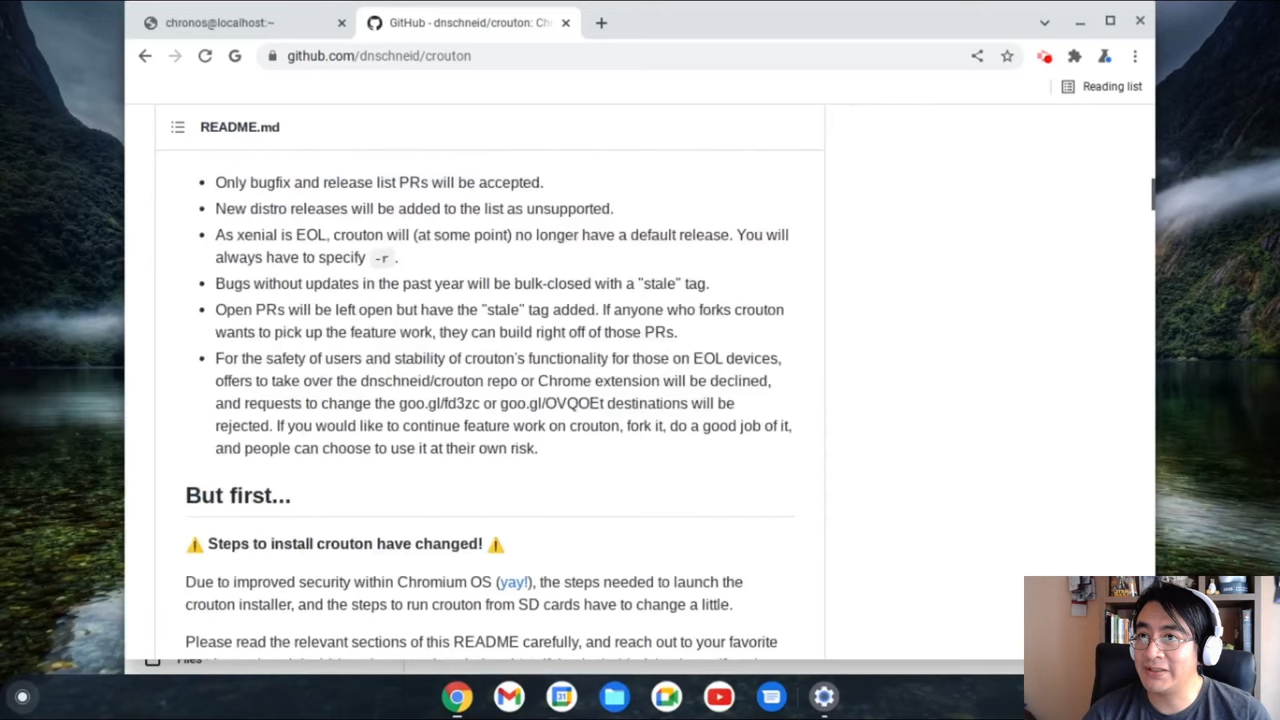 chronos@localhost:~
GitHub - dnschneid/crouton: Ch
github.com/dnschneid/crouton
Reading list
README.md
• Only bugfix and release list PRs will be accepted.
• New distro releases will be added to the list as unsupported.
• As xenial is EOL, crouton will (at some point) no longer have a default release. You will
always have to specify -r.
• Bugs without updates in the past year will be bulk-closed with a "stale" tag.
• Open PRs will be left open but have the "stale" tag added. If anyone who forks crouton
wants to pick up the feature work, they can build right off of those PRs.
• For the safety of users and stability of crouton's functionality for those on EOL devices,
offers to take over the dnschneid/crouton repo or Chrome extension will be declined,
and requests to change the goo.gl/fd3zc or goo.gl/OVQOEt destinations will be
rejected. If you would like to continue feature work on crouton, fork it, do a good job of it,
and people can choose to use it at their own risk.
But first...
⚠️ Steps to install crouton have changed! ⚠️
Due to improved security within Chromium OS (yay!), the steps needed to launch the
crouton installer, and the steps to run crouton from SD cards have to change a little.
Please read the relevant sections of this README carefully, and reach out to your favorite
Files
31